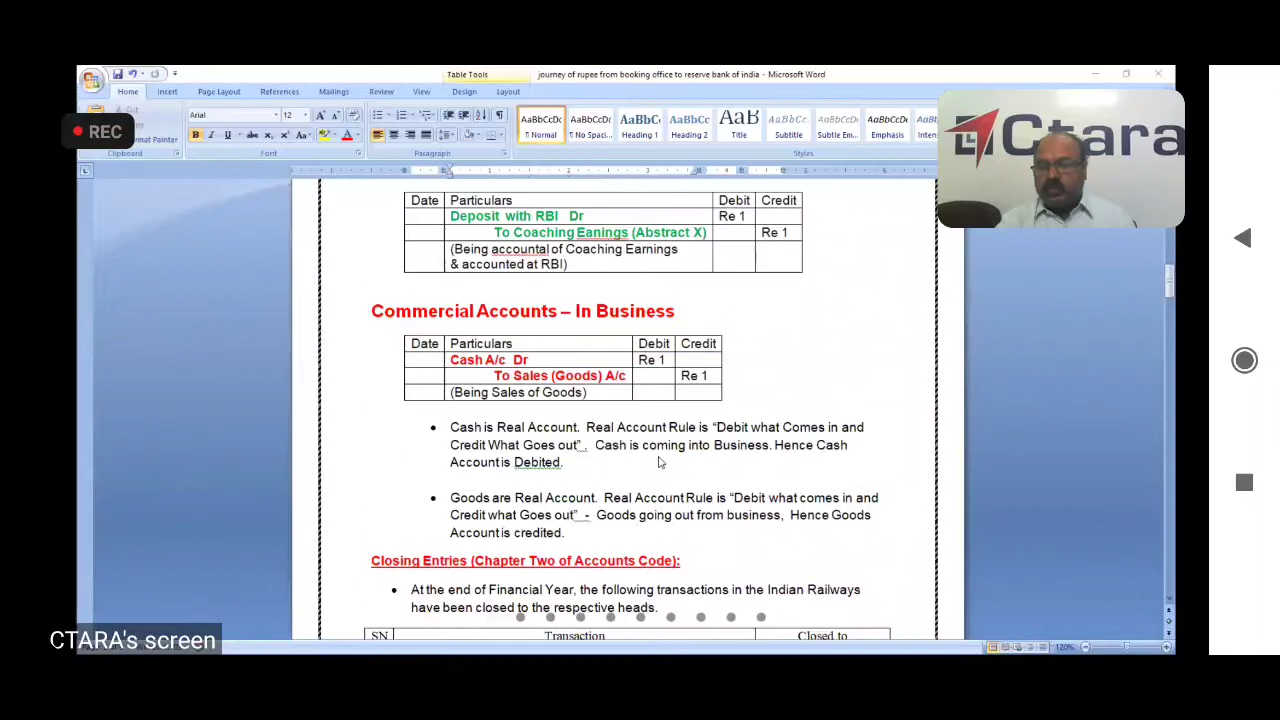 Table Tools
journey of rupee from booking office to reserve bank of india - Microsoft Word
Home Insert Page Layout References Mailings Review View Design Layout
Cut
Copy
Format Painter
REC
Clipboard
Arial 12
Font
Paragraph
AaBbCcDc AaBbCcDc AaBbCc AaBbCc AaB AaBbCc AaBbCcDc AaBbCcDc AaBbCcD
¶ Normal ¶ No Spaci... Heading 1 Heading 2 Title Subtitle Subtle Em... Emphasis Inten
Styles
Ctara
Date Particulars Debit Credit
Deposit with RBI Dr Re 1
To Coaching Eanings (Abstract X) Re 1
(Being accountal of Coaching Earnings
& accounted at RBI)
Commercial Accounts – In Business
Date Particulars Debit Credit
Cash A/c Dr Re 1
To Sales (Goods) A/c Re 1
(Being Sales of Goods)
• Cash is Real Account. Real Account Rule is “Debit what Comes in and
Credit What Goes out” . Cash is coming into Business. Hence Cash
Account is Debited.
• Goods are Real Account. Real Account Rule is “Debit what comes in and
Credit what Goes out” - Goods going out from business, Hence Goods
Account is credited.
Closing Entries (Chapter Two of Accounts Code):
• At the end of Financial Year, the following transactions in the Indian Railways
have been closed to the respective heads.
SN Transaction Closed to
CTARA's screen
120%